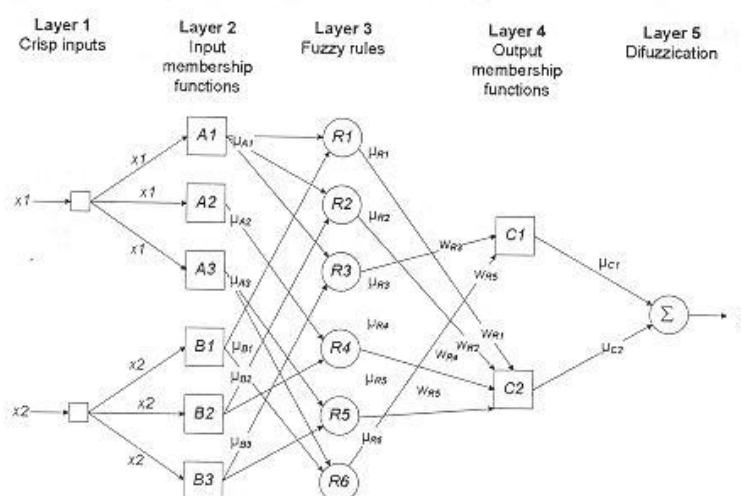 Layer 1
Crisp inputs
Layer 2
Input
membership
functions
Layer 3
Fuzzy rules
Layer 4
Output
membership
functions
Layer 5
Difuzzication
x1
x1
x1
x1
A1
A2
A3
μA1
μA2
μA3
x2
x2
x2
x2
B1
B2
B3
μB1
μB2
μB3
R1
R2
R3
R4
R5
R6
μR1
μR2
μR3
μR4
μR5
μR6
wR3
wR5
wR1
wR2
wR4
wR5
C1
C2
μC1
μC2
Σ